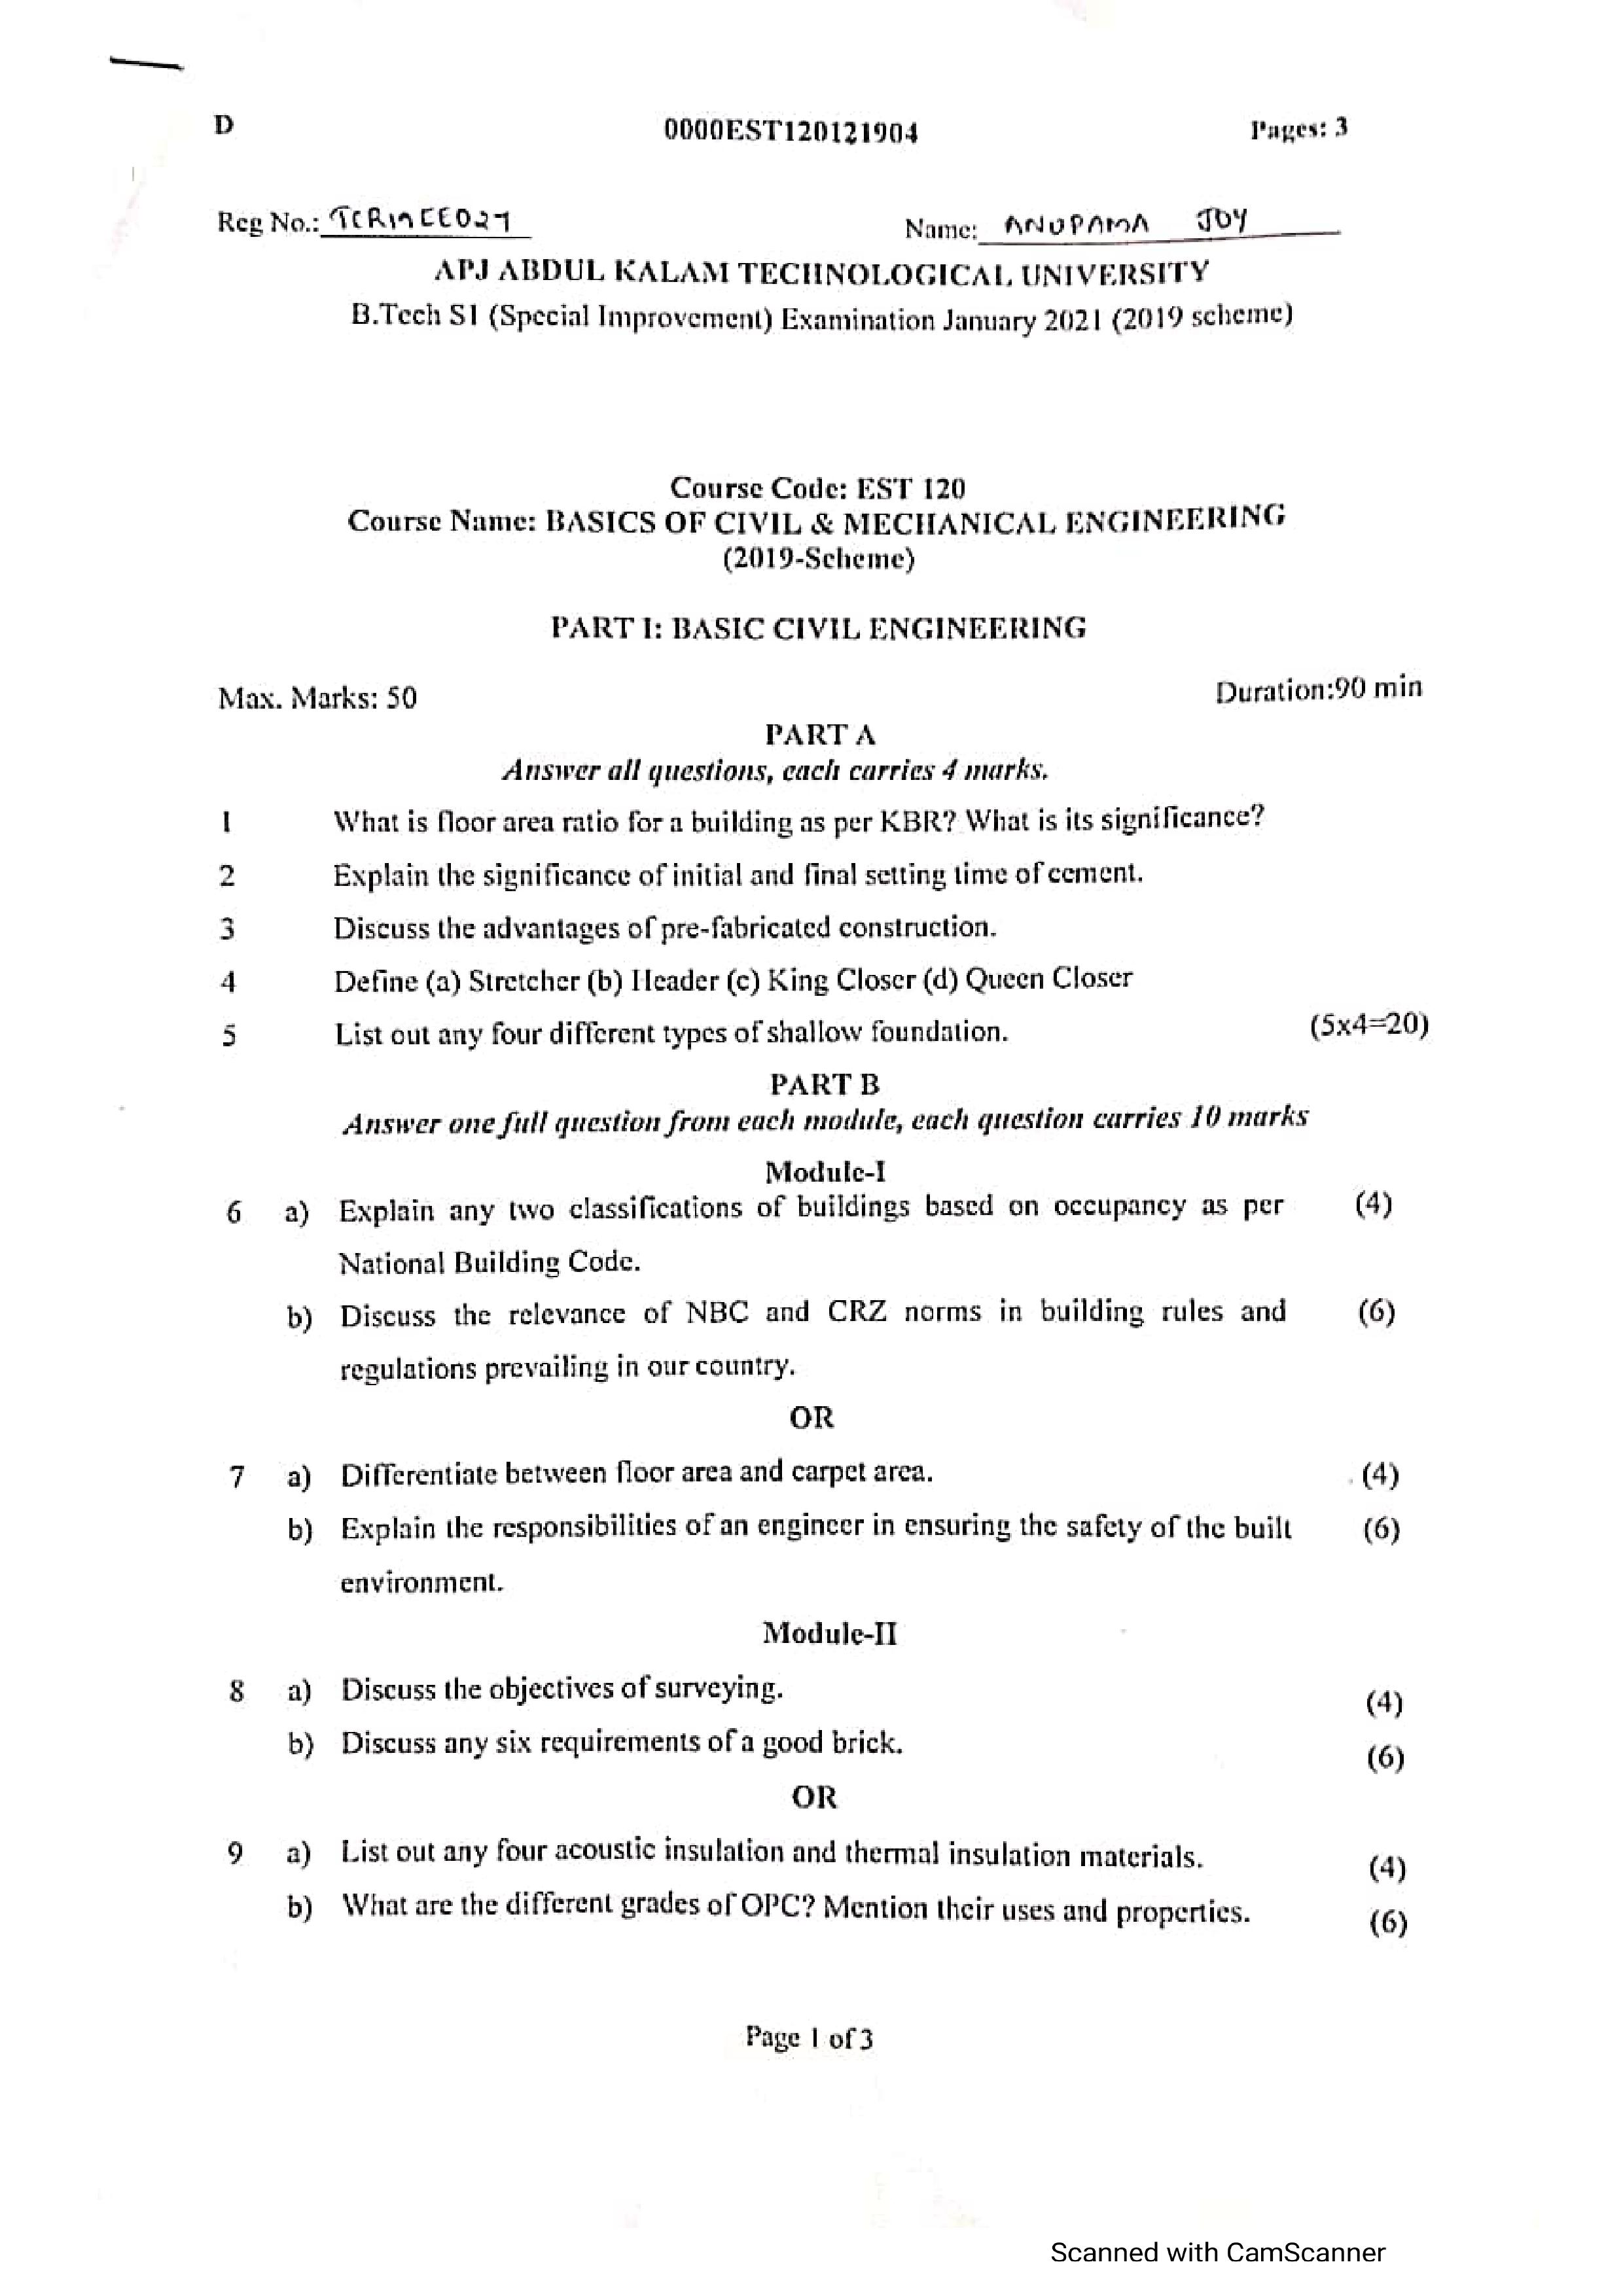 D 0000EST120121904 Pages: 3
Reg No.: TCR19EE027 Name: ANUPAMA JOY
APJ ABDUL KALAM TECHNOLOGICAL UNIVERSITY
B.Tech S1 (Special Improvement) Examination January 2021 (2019 scheme)
Course Code: EST 120
Course Name: BASICS OF CIVIL & MECHANICAL ENGINEERING
(2019-Scheme)
PART I: BASIC CIVIL ENGINEERING
Max. Marks: 50 Duration:90 min
PART A
Answer all questions, each carries 4 marks.
1 What is floor area ratio for a building as per KBR? What is its significance?
2 Explain the significance of initial and final setting time of cement.
3 Discuss the advantages of pre-fabricated construction.
4 Define (a) Stretcher (b) Header (c) King Closer (d) Queen Closer
5 List out any four different types of shallow foundation. (5x4=20)
PART B
Answer one full question from each module, each question carries 10 marks
Module-I
6 a) Explain any two classifications of buildings based on occupancy as per (4)
National Building Code.
b) Discuss the relevance of NBC and CRZ norms in building rules and (6)
regulations prevailing in our country.
OR
7 a) Differentiate between floor area and carpet area. (4)
b) Explain the responsibilities of an engineer in ensuring the safety of the built (6)
environment.
Module-II
8 a) Discuss the objectives of surveying. (4)
b) Discuss any six requirements of a good brick. (6)
OR
9 a) List out any four acoustic insulation and thermal insulation materials. (4)
b) What are the different grades of OPC? Mention their uses and properties. (6)
Page 1 of 3
Scanned with CamScanner